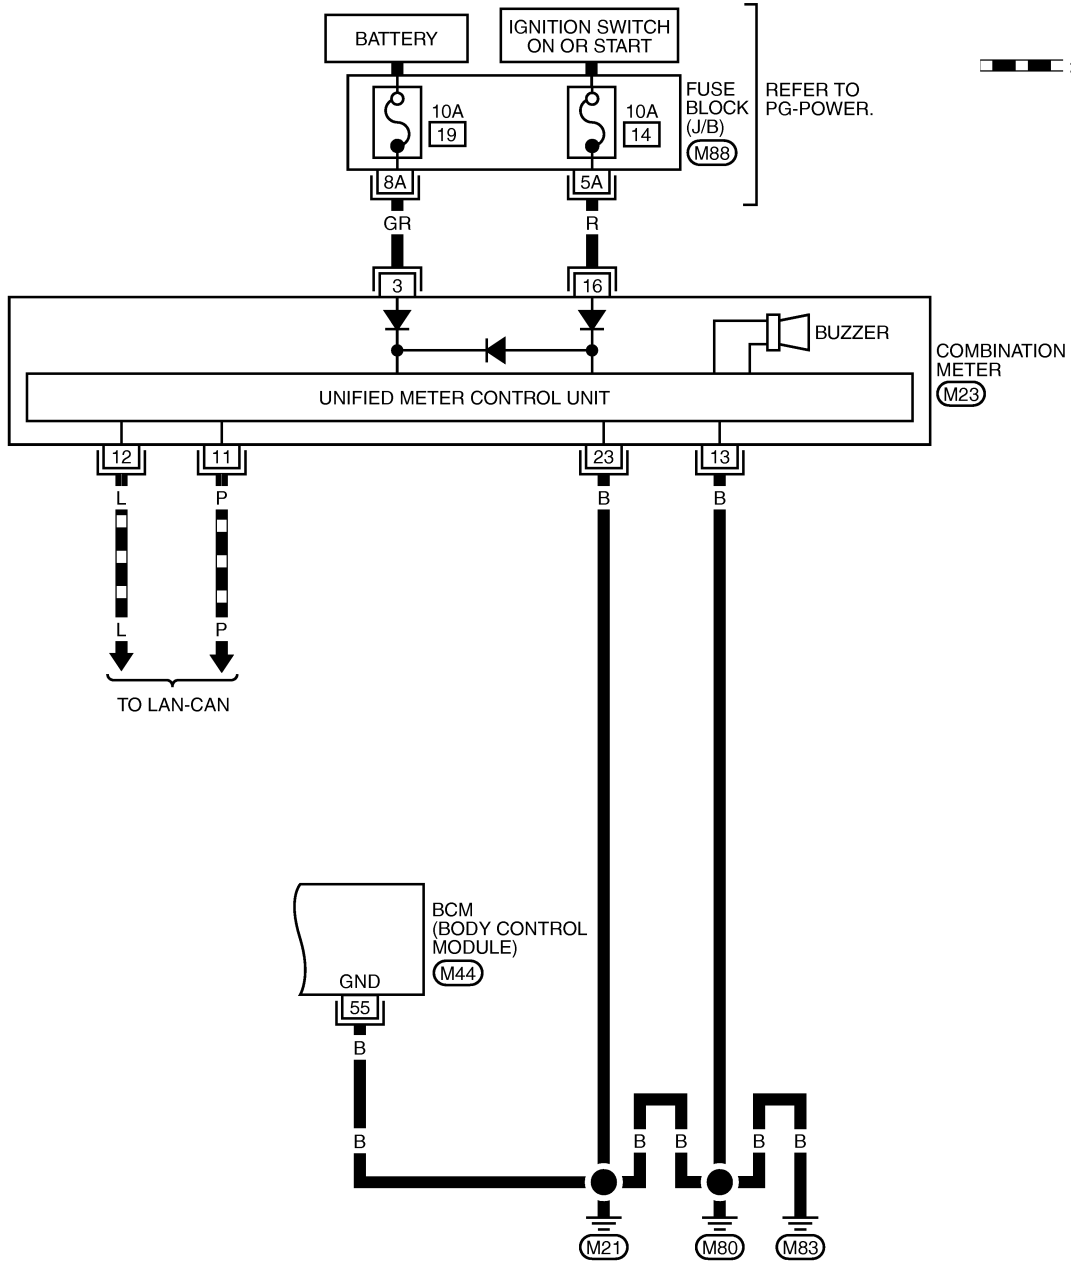 BATTERY
IGNITION SWITCH
ON OR START
10A
19
10A
14
FUSE
BLOCK
(J/B)
M88
REFER TO
PG-POWER.
8A
5A
GR
R
3
16
BUZZER
UNIFIED METER CONTROL UNIT
COMBINATION
METER
M23
12
11
23
13
L
P
B
B
L
P
TO LAN-CAN
BCM
(BODY CONTROL
MODULE)
M44
GND
55
B
B
B
B
B
B
M21
M80
M83